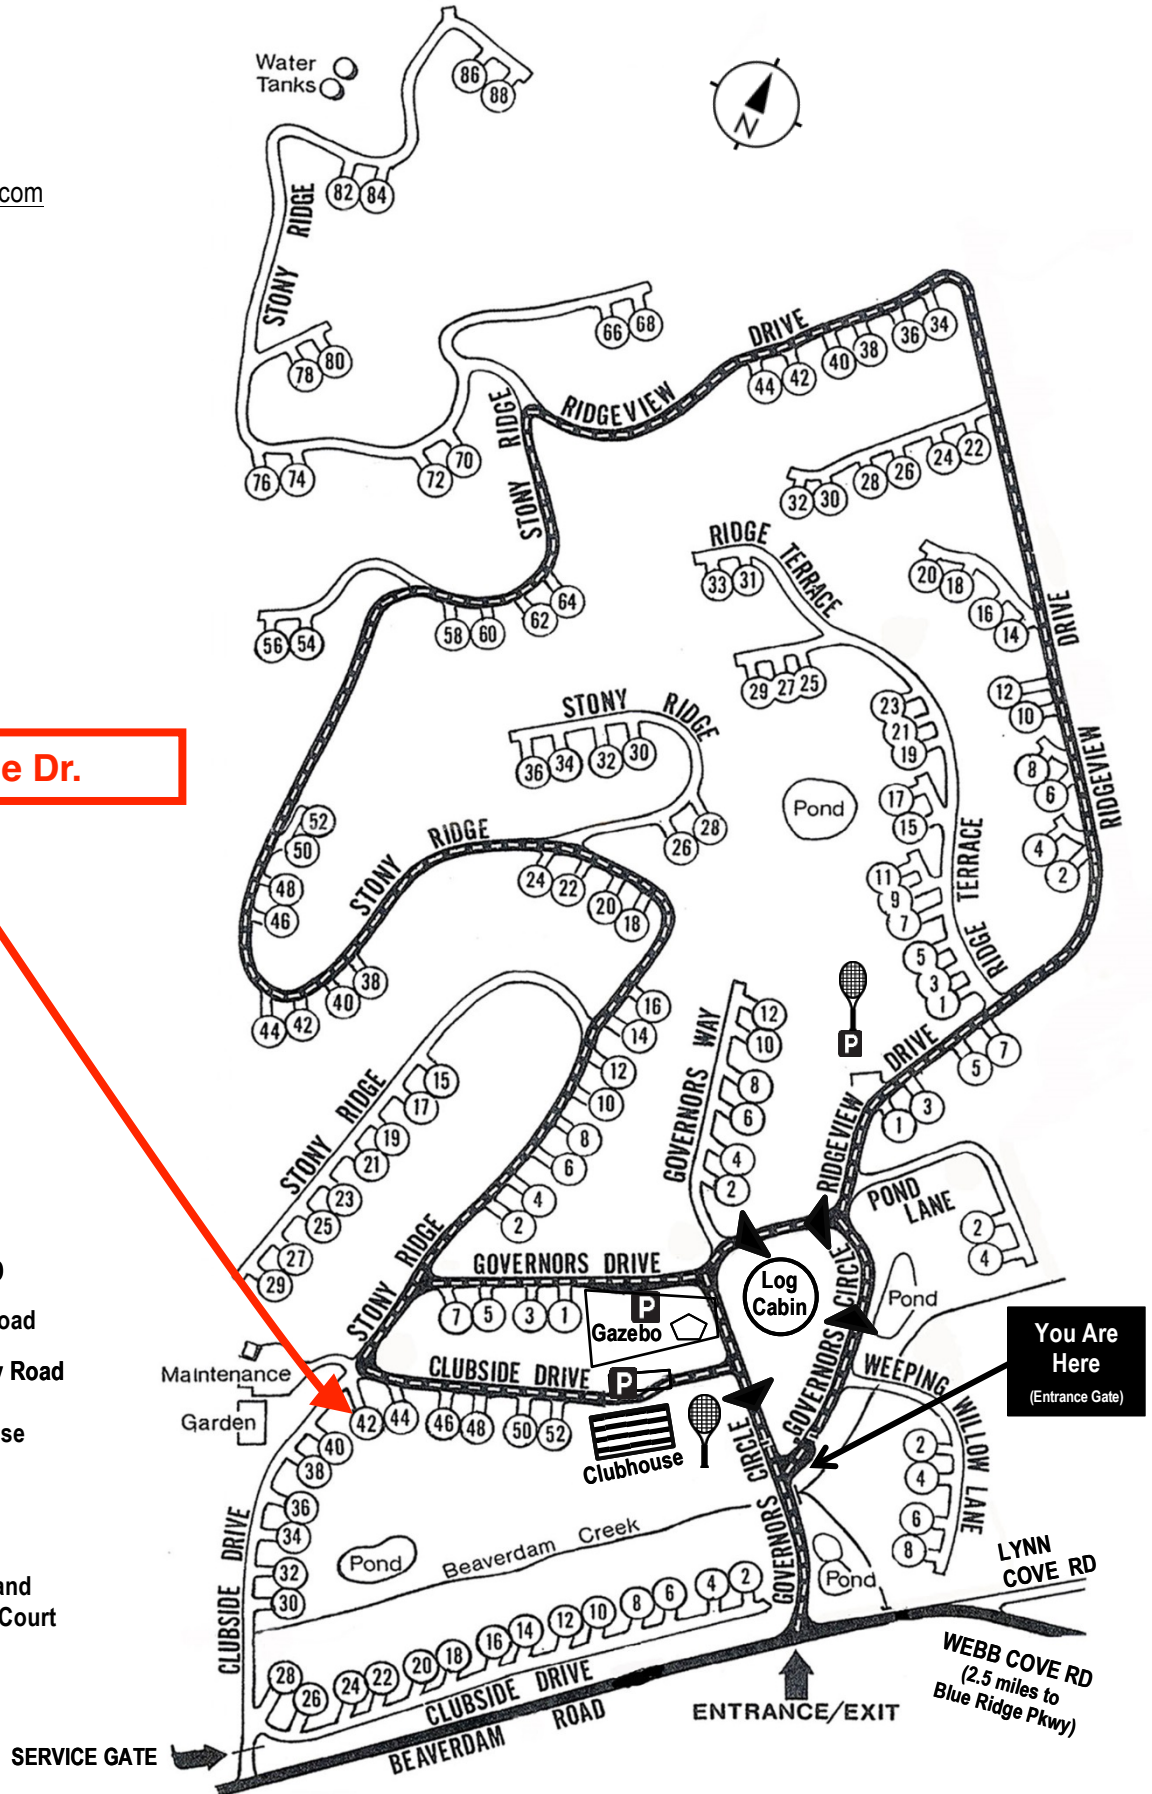 Water
Tanks
86
88
N
82
84
com
STONY RIDGE
66
68
DRIVE
34
36
38
40
42
44
78
80
RIDGEVIEW
RIDGE
STONY
70
72
74
76
22
24
26
28
30
32
RIDGE TERRACE
33
31
20
18
16
14
DRIVE
64
62
60
58
56
54
29
27
25
12
10
RIDGEVIEW
8
6
4
2
STONY RIDGE
36
34
32
30
28
26
23
21
19
17
15
11
9
7
5
3
1
Pond
TERRACE
RIDGE
e Dr.
52
50
48
46
STONY RIDGE
24
22
20
18
38
40
42
44
16
14
12
10
8
6
4
2
STONY RIDGE
15
17
19
21
23
25
27
29
GOVERNORS WAY
12
10
8
6
4
2
P
RIDGEVIEW DRIVE
7
5
3
1
POND
LANE
2
4
Pond
STONY RIDGE
GOVERNORS DRIVE
7
5
3
1
P
Gazebo
Log
Cabin
GOVERNORS CIRCLE
You Are
Here
(Entrance Gate)
oad
Road
Maintenance
Garden
CLUBSIDE DRIVE
P
42
44
46
48
50
52
Clubhouse
GOVERNORS CIRCLE
WEEPING WILLOW LANE
2
4
6
8
se
40
38
36
34
32
30
CLUBSIDE DRIVE
Pond
Beaverdam Creek
Pond
LYNN
COVE RD
and
Court
28
26
24
22
20
18
16
14
12
10
8
6
4
2
CLUBSIDE DRIVE
BEAVERDAM ROAD
ENTRANCE/EXIT
WEBB COVE RD
(2.5 miles to
Blue Ridge Pkwy)
SERVICE GATE